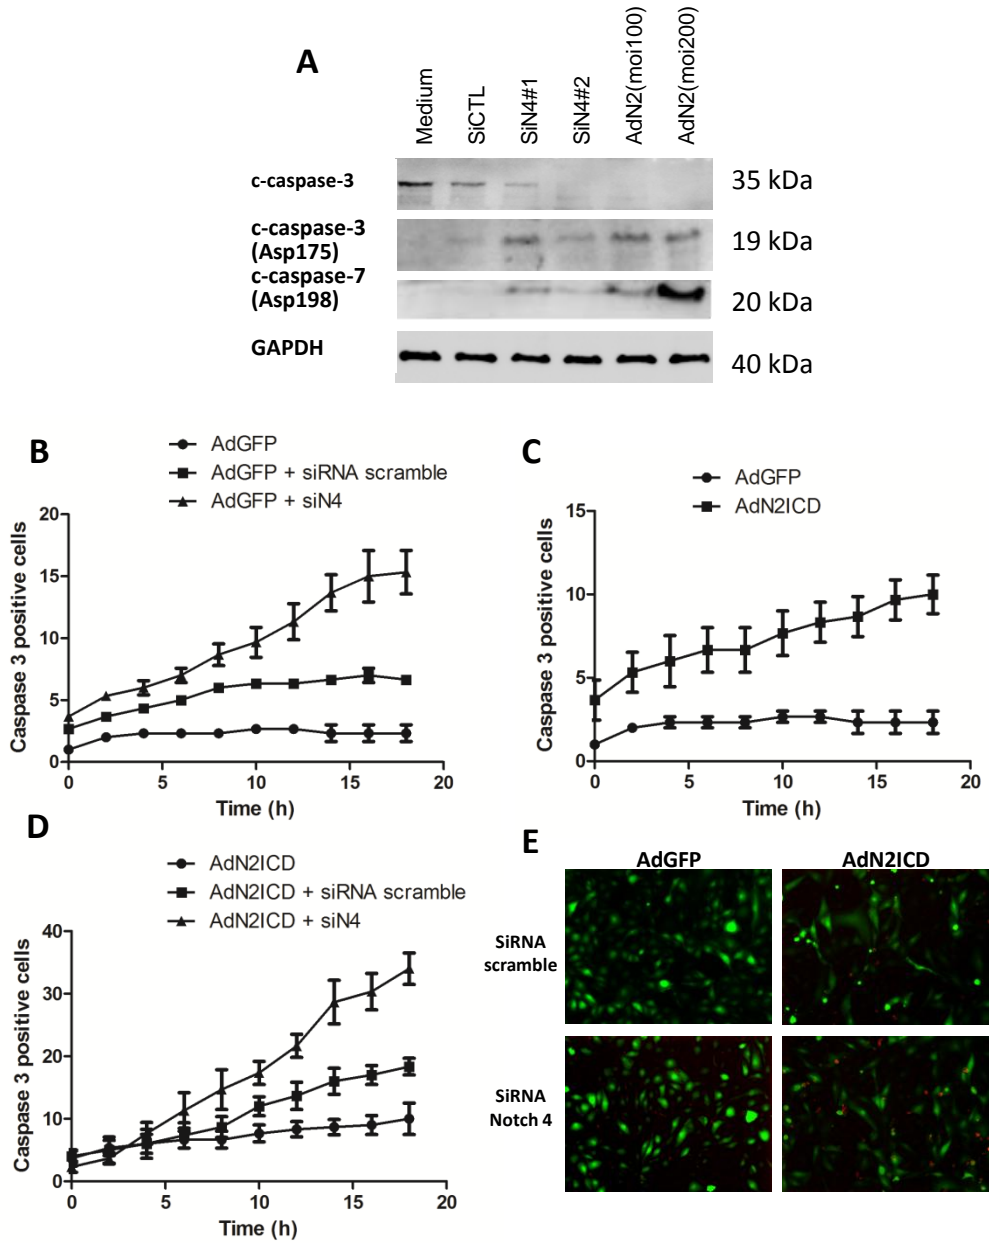 A
Medium
SiCTL
SiN4#1
SiN4#2
AdN2(moi100)
AdN2(moi200)
c-caspase-3
35 kDa
c-caspase-3
(Asp175)
19 kDa
c-caspase-7
(Asp198)
20 kDa
GAPDH
40 kDa
B
AdGFP
AdGFP + siRNA scramble
AdGFP + siN4
Caspase 3 positive cells
20
15
10
5
0
0 5 10 15 20
Time (h)
C
AdGFP
AdN2ICD
Caspase 3 positive cells
15
10
5
0
0 5 10 15 20
Time (h)
D
AdN2ICD
AdN2ICD + siRNA scramble
AdN2ICD + siN4
Caspase 3 positive cells
40
30
20
10
0
0 5 10 15 20
Time (h)
E
AdGFP AdN2ICD
SiRNA
scramble
SiRNA
Notch 4